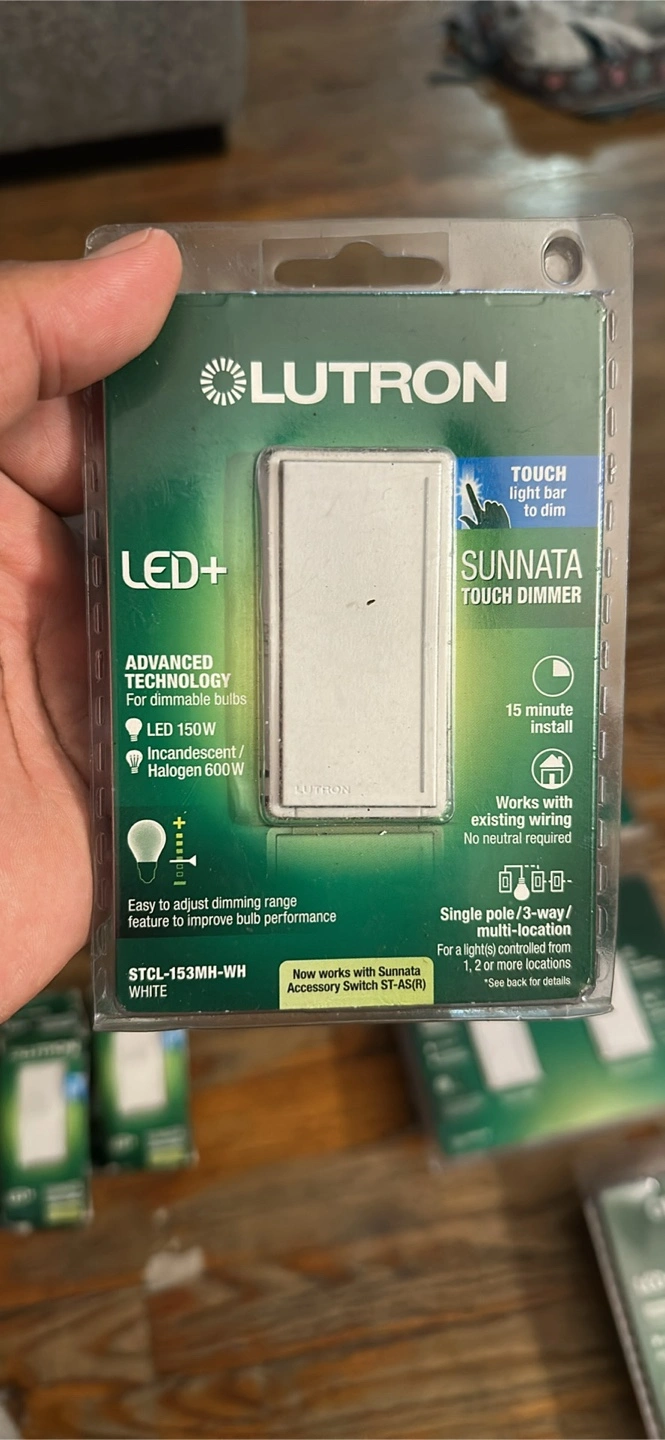 LUTRON
TOUCH
light bar
to dim
LED+
SUNNATA
TOUCH DIMMER
ADVANCED
TECHNOLOGY
For dimmable bulbs
LED 150W
Incandescent /
Halogen 600W
15 minute
install
Works with
existing wiring
No neutral required
LUTRON
Easy to adjust dimming range
feature to improve bulb performance
Single pole/3-way/
multi-location
For a light(s) controlled from
1, 2 or more locations
*See back for details
STCL-153MH-WH
WHITE
Now works with Sunnata
Accessory Switch ST-AS(R)
LUTRON